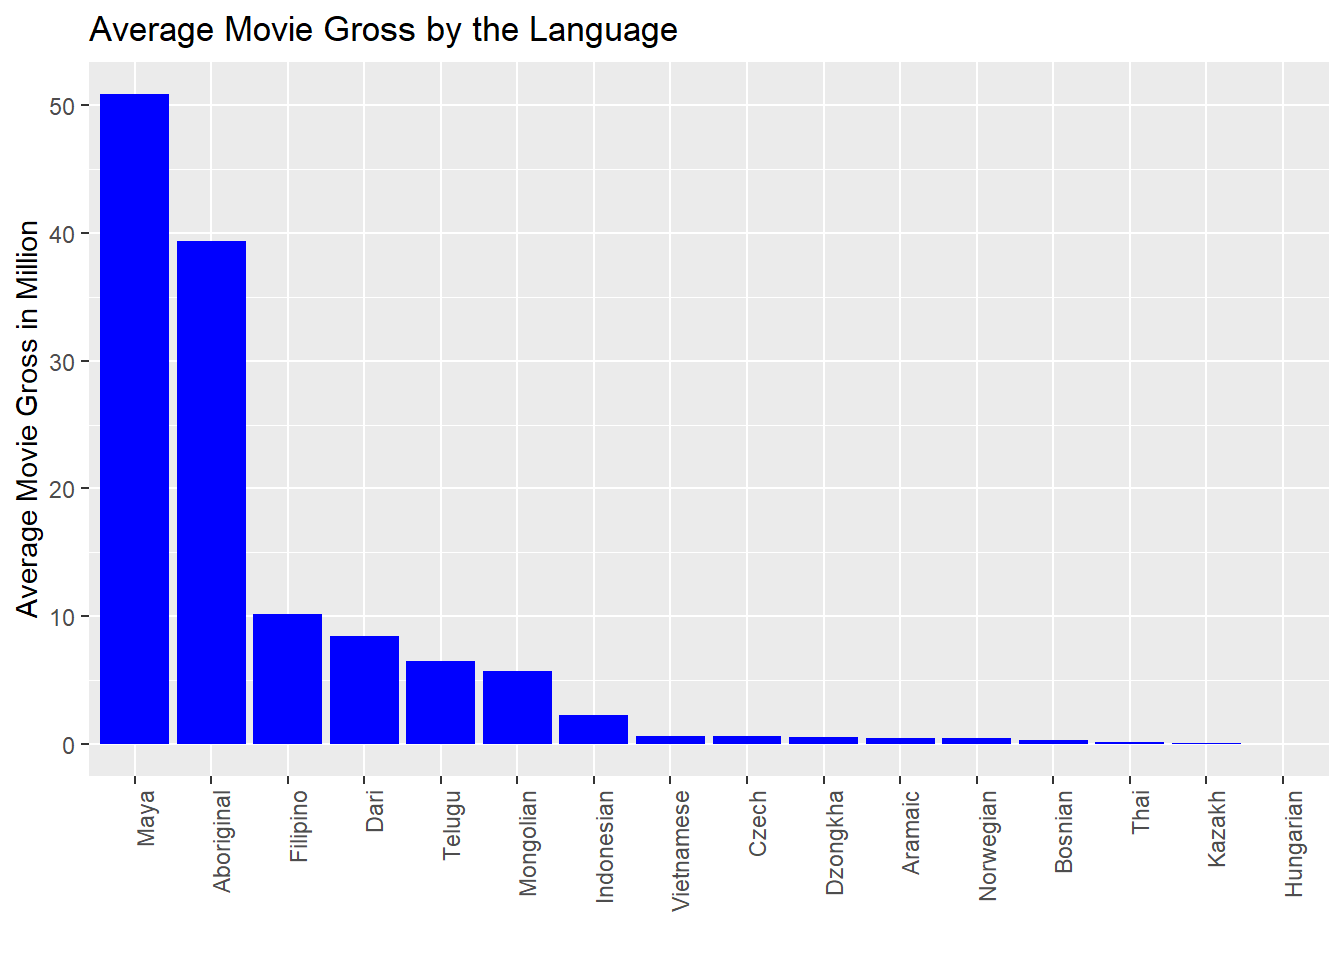 Average Movie Gross by the Language
Average Movie Gross in Million
50
40
30
20
10
0
Maya
Aboriginal
Filipino
Dari
Telugu
Mongolian
Indonesian
Vietnamese
Czech
Dzongkha
Aramaic
Norwegian
Bosnian
Thai
Kazakh
Hungarian